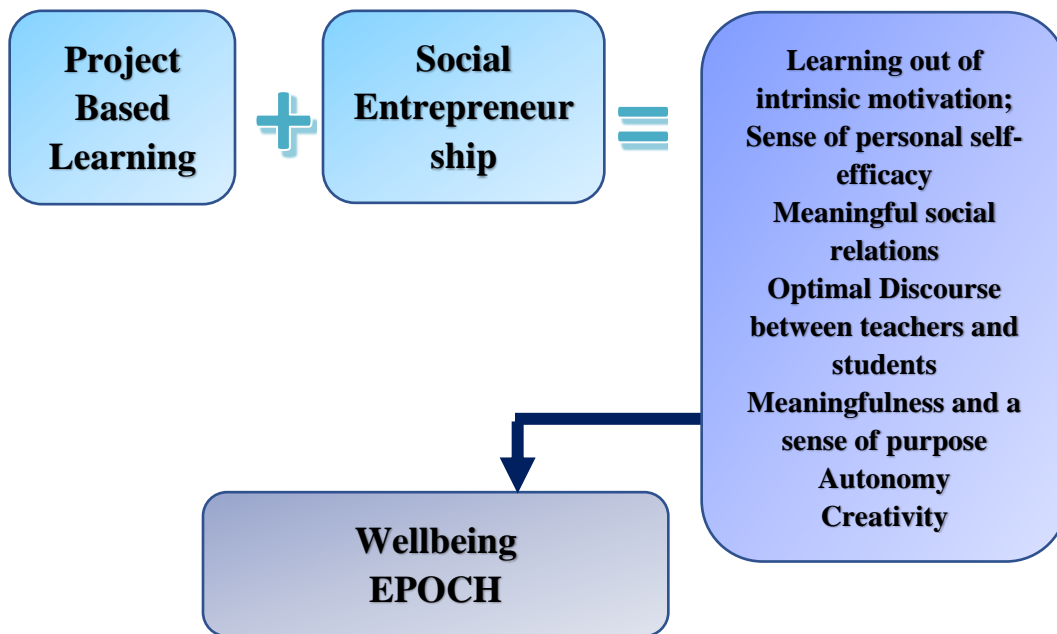 Project
Based
Learning
+
Social
Entrepreneur
ship
=
Learning out of
intrinsic motivation;
Sense of personal self-
efficacy
Meaningful social
relations
Optimal Discourse
between teachers and
students
Meaningfulness and a
sense of purpose
Autonomy
Creativity
Wellbeing
EPOCH